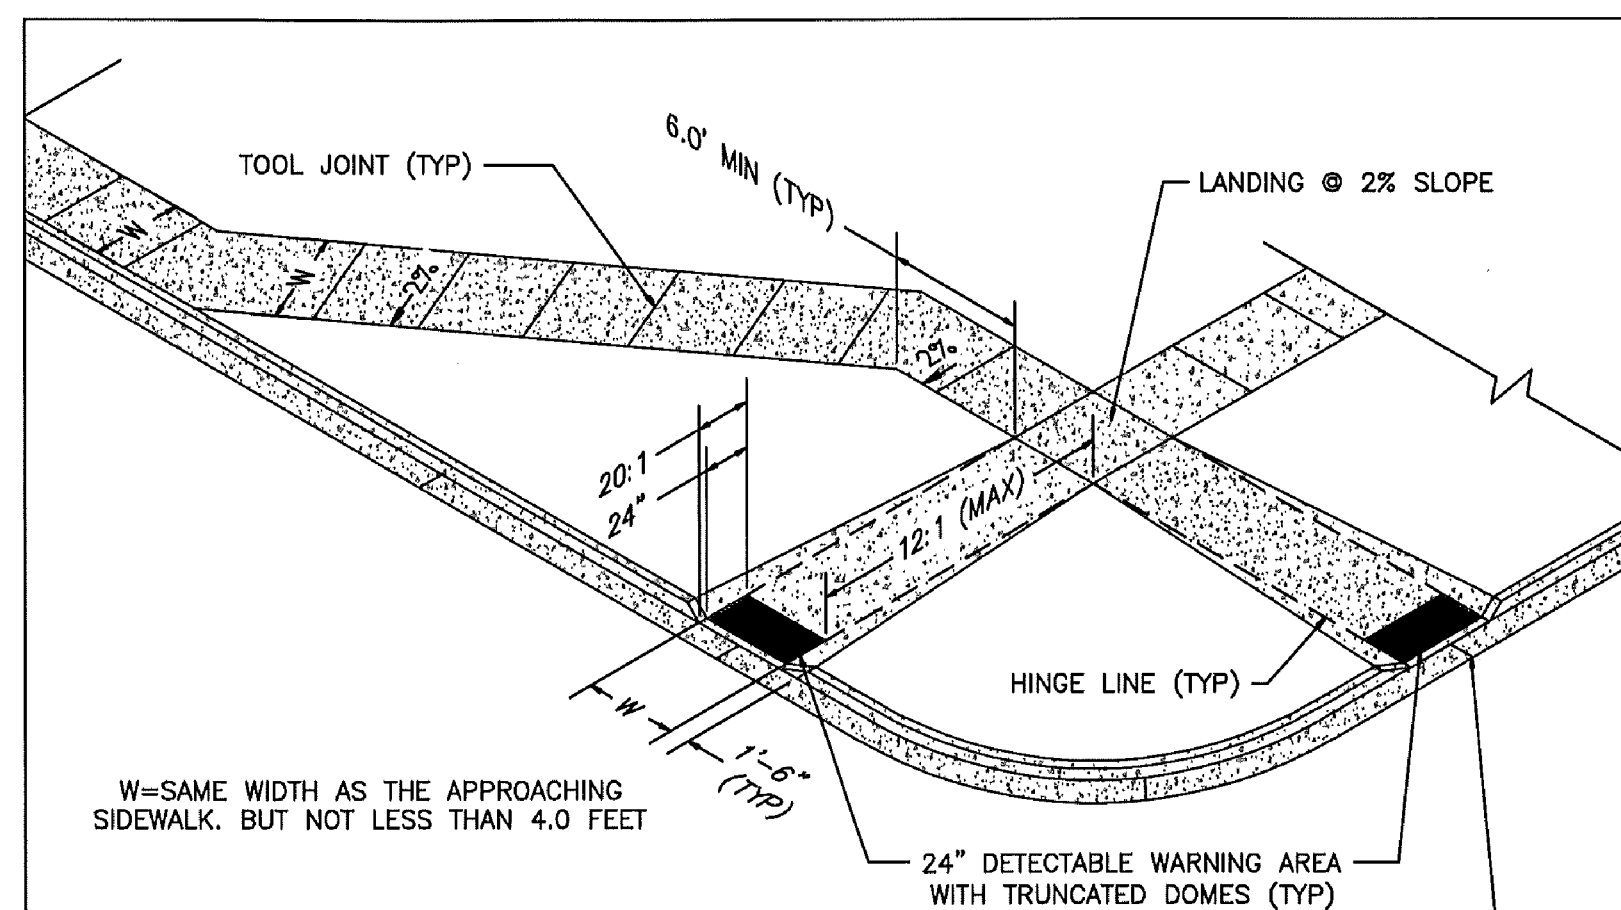 6.0' MIN (TYP)
TOOL JOINT (TYP)
LANDING @ 2% SLOPE
W
W
2%
2%
20:1
24"
12:1 (MAX)
HINGE LINE (TYP)
W
1'-6"
(TYP)
W=SAME WIDTH AS THE APPROACHING
SIDEWALK. BUT NOT LESS THAN 4.0 FEET
24" DETECTABLE WARNING AREA
WITH TRUNCATED DOMES (TYP)